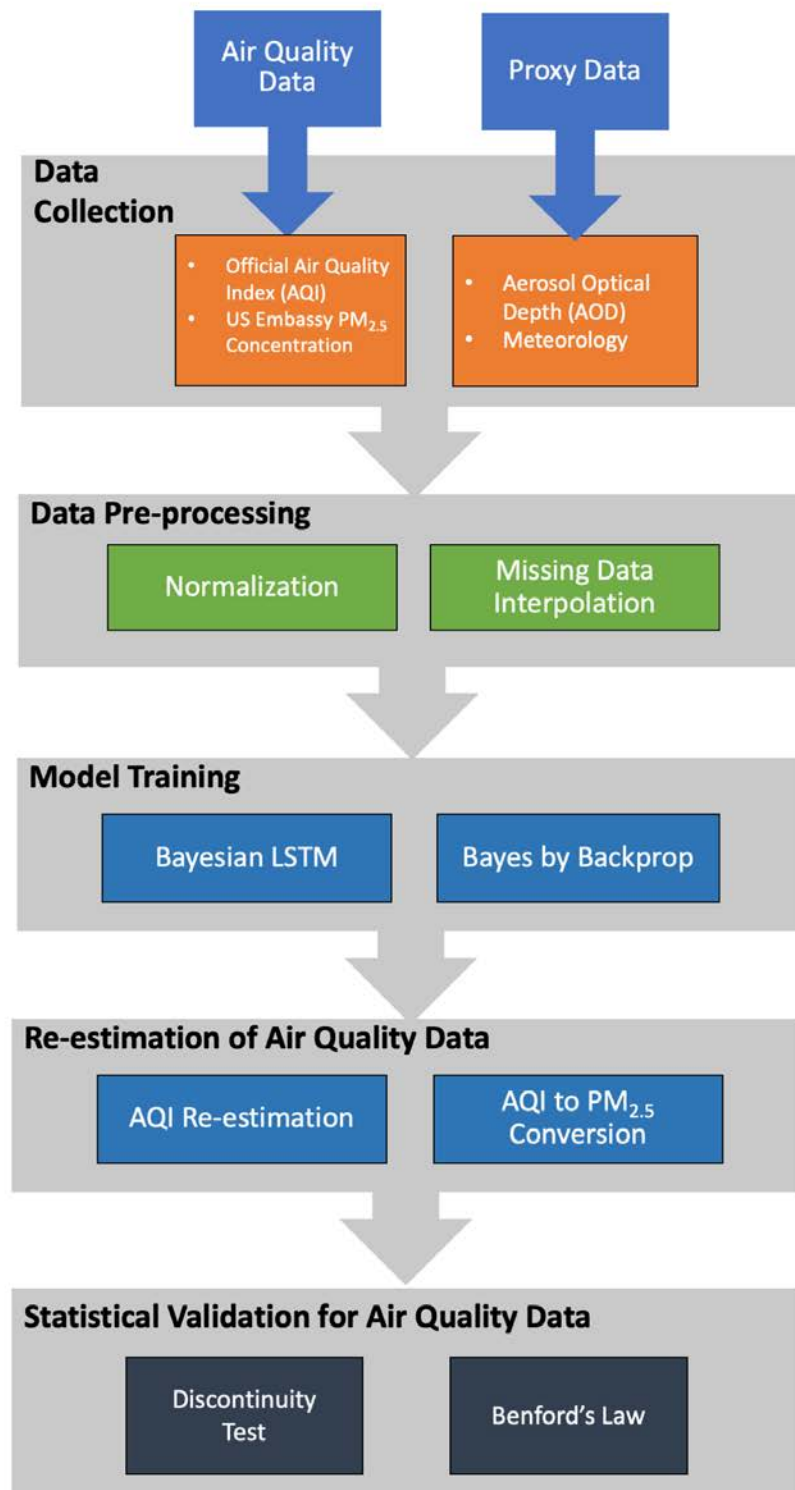 Air Quality
Data
Proxy Data
Data
Collection
• Official Air Quality
Index (AQI)
• US Embassy PM2.5
Concentration
• Aerosol Optical
Depth (AOD)
• Meteorology
Data Pre-processing
Normalization
Missing Data
Interpolation
Model Training
Bayesian LSTM
Bayes by Backprop
Re-estimation of Air Quality Data
AQI Re-estimation
AQI to PM2.5
Conversion
Statistical Validation for Air Quality Data
Discontinuity
Test
Benford’s Law